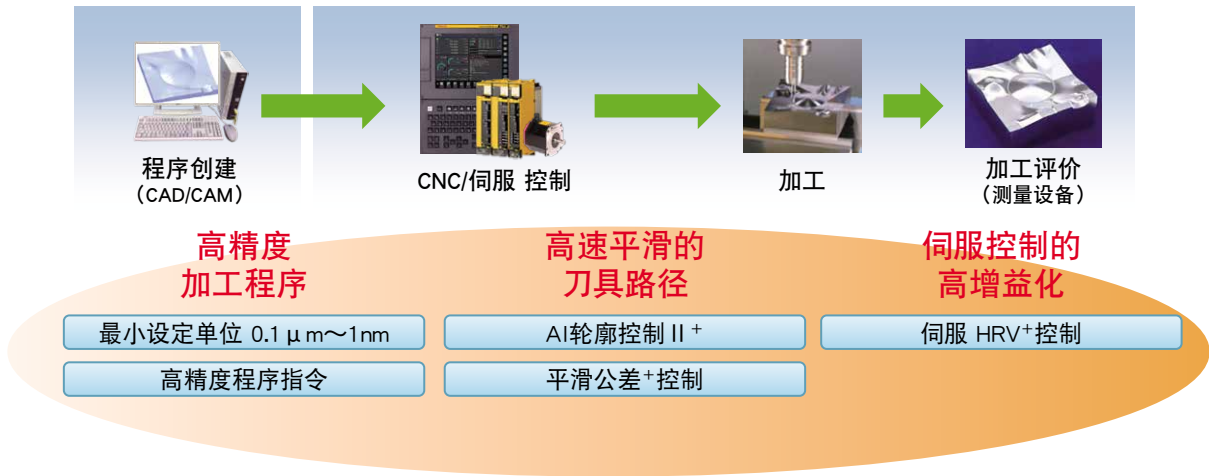 程序创建
（CAD/CAM）
CNC/伺服 控制
加工
加工评价
（测量设备）
高精度
加工程序
高速平滑的
刀具路径
伺服控制的
高增益化
最小设定单位 0.1μm～1nm
AI轮廓控制Ⅱ⁺
伺服 HRV⁺控制
高精度程序指令
平滑公差⁺控制